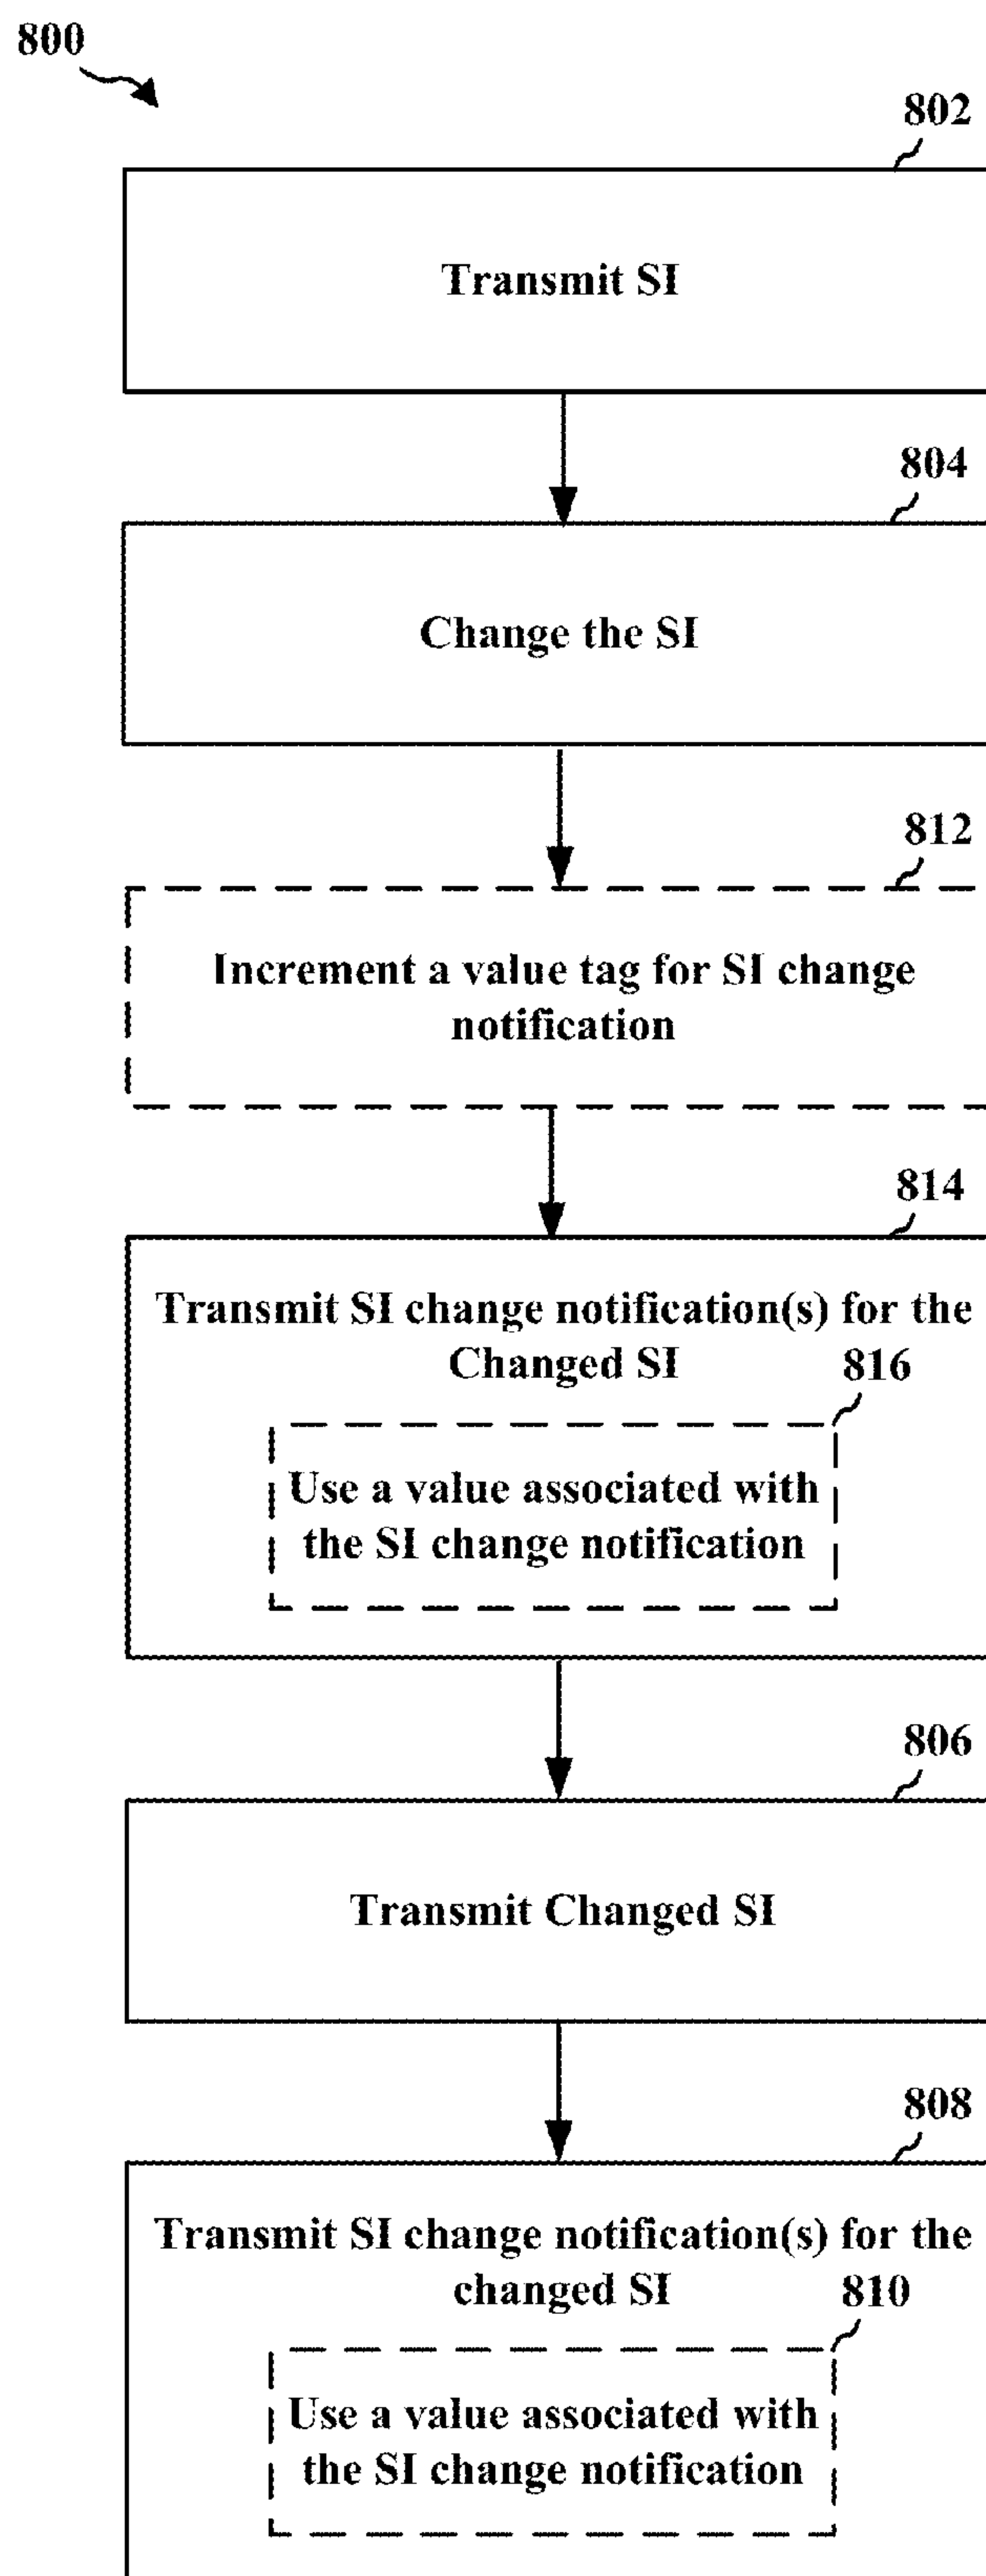 800
802
Transmit SI
804
Change the SI
812
Increment a value tag for SI change
notification
814
Transmit SI change notification(s) for the
Changed SI
816
Use a value associated with
the SI change notification
806
Transmit Changed SI
808
Transmit SI change notification(s) for the
changed SI
810
Use a value associated with
the SI change notification